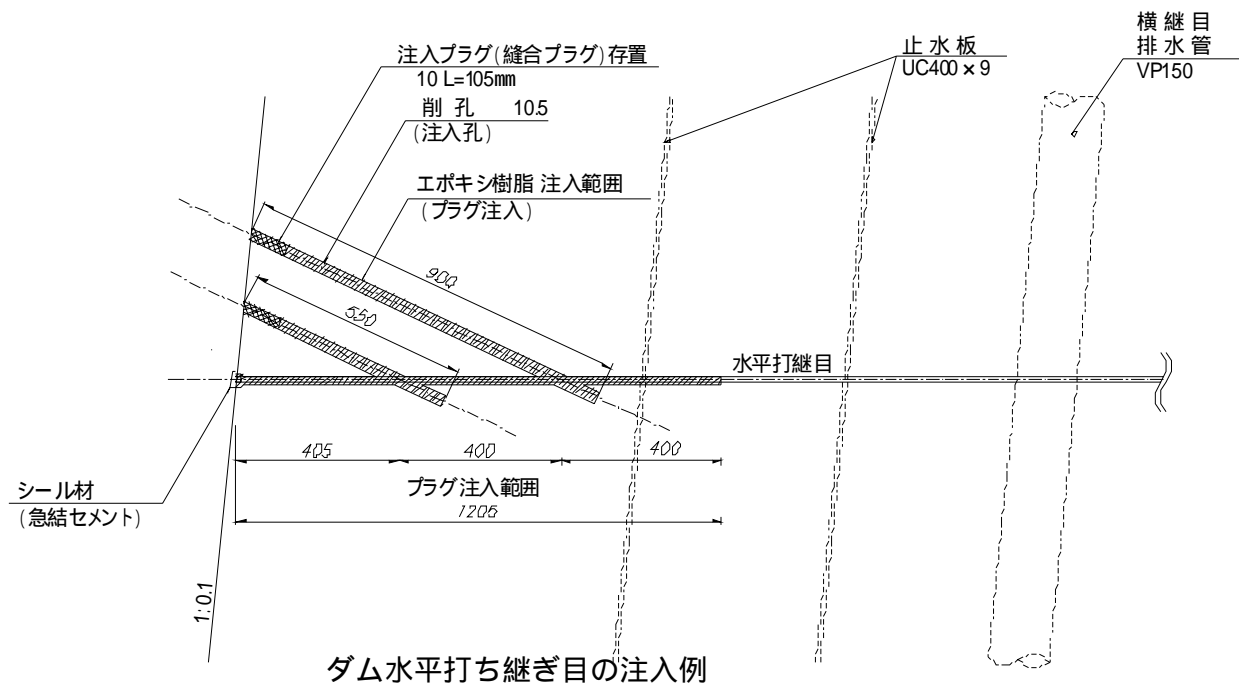 注入プラグ(縫合プラグ)存置
10 L=105mm
削 孔 10.5
(注入孔)
エポキシ樹脂 注入範囲
(プラグ注入)
止水板
UC400×9
横継目
排水管
VP150
900
550
水平打継目
405
400
400
プラグ注入範囲
1205
シール材
(急結セメント)
1:0.1
ダム水平打ち継ぎ目の注入例